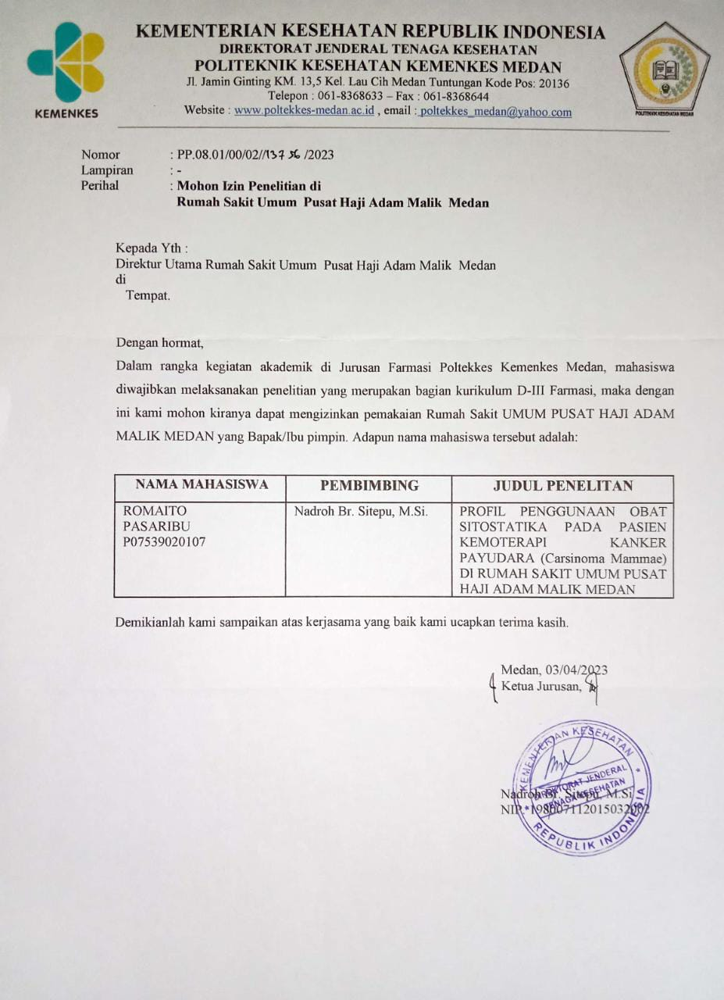 KEMENTERIAN KESEHATAN REPUBLIK INDONESIA
DIREKTORAT JENDERAL TENAGA KESEHATAN
POLITEKNIK KESEHATAN KEMENKES MEDAN
Jl. Jamin Ginting KM. 13,5 Kel. Lau Cih Medan Tuntungan Kode Pos: 20136
Telepon : 061-8368633 – Fax : 061-8368644
Website : www.poltekkes-medan.ac.id , email : poltekkes_medan@yahoo.com
KEMENKES
POLITEKNIK KESEHATAN MEDAN
Nomor : PP.08.01/00/02//137 56 /2023
Lampiran : -
Perihal : Mohon Izin Penelitian di
Rumah Sakit Umum Pusat Haji Adam Malik Medan
Kepada Yth :
Direktur Utama Rumah Sakit Umum Pusat Haji Adam Malik Medan
di
Tempat.
Dengan hormat,
Dalam rangka kegiatan akademik di Jurusan Farmasi Poltekkes Kemenkes Medan, mahasiswa
diwajibkan melaksanakan penelitian yang merupakan bagian kurikulum D-III Farmasi, maka dengan
ini kami mohon kiranya dapat mengizinkan pemakaian Rumah Sakit UMUM PUSAT HAJI ADAM
MALIK MEDAN yang Bapak/Ibu pimpin. Adapun nama mahasiswa tersebut adalah:
NAMA MAHASISWA PEMBIMBING JUDUL PENELITAN
ROMAITO
PASARIBU
P07539020107
Nadroh Br. Sitepu, M.Si.
PROFIL PENGGUNAAN OBAT
SITOSTATIKA PADA PASIEN
KEMOTERAPI KANKER
PAYUDARA (Carsinoma Mammae)
DI RUMAH SAKIT UMUM PUSAT
HAJI ADAM MALIK MEDAN
Demikianlah kami sampaikan atas kerjasama yang baik kami ucapkan terima kasih.
Medan, 03/04/2023
Ketua Jurusan,
KEMENTERIAN KESEHATAN
DIREKTORAT JENDERAL
TENAGA KESEHATAN
REPUBLIK INDONESIA
Nadroh Br. Sitepu, M.Si
NIP. 198007112015032002